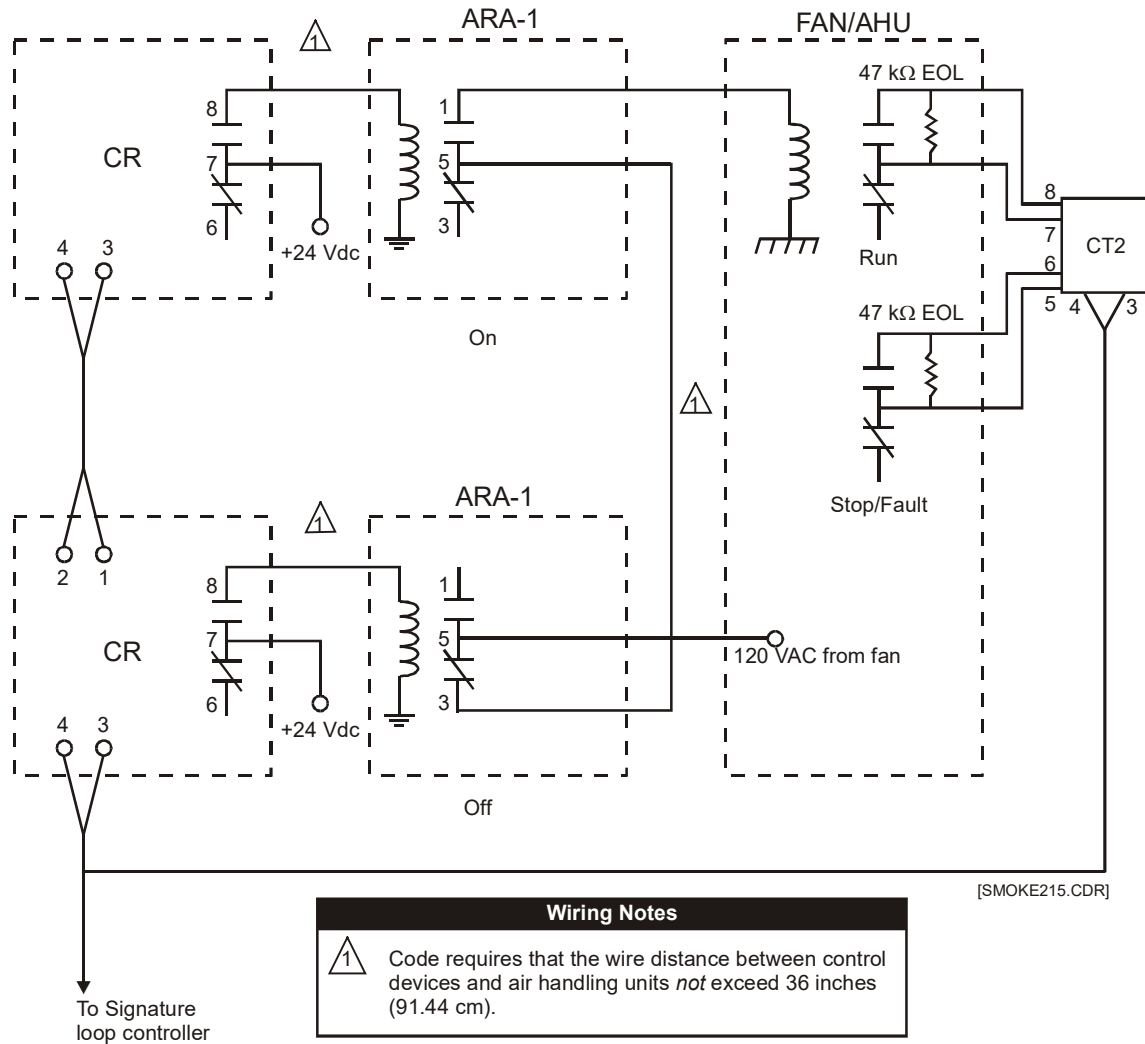 ARA-1
FAN/AHU
1
47 kΩ EOL
8
1
CR
7
5
8
6
3
+24 Vdc
7
CT2
4 3
Run
6
On
47 kΩ EOL
5
4
3
1
Stop/Fault
ARA-1
1
2 1
8
1
CR
7
5
120 VAC from fan
6
3
+24 Vdc
4 3
Off
[SMOKE215.CDR]
Wiring Notes
1 Code requires that the wire distance between control
devices and air handling units not exceed 36 inches
(91.44 cm).
To Signature
loop controller